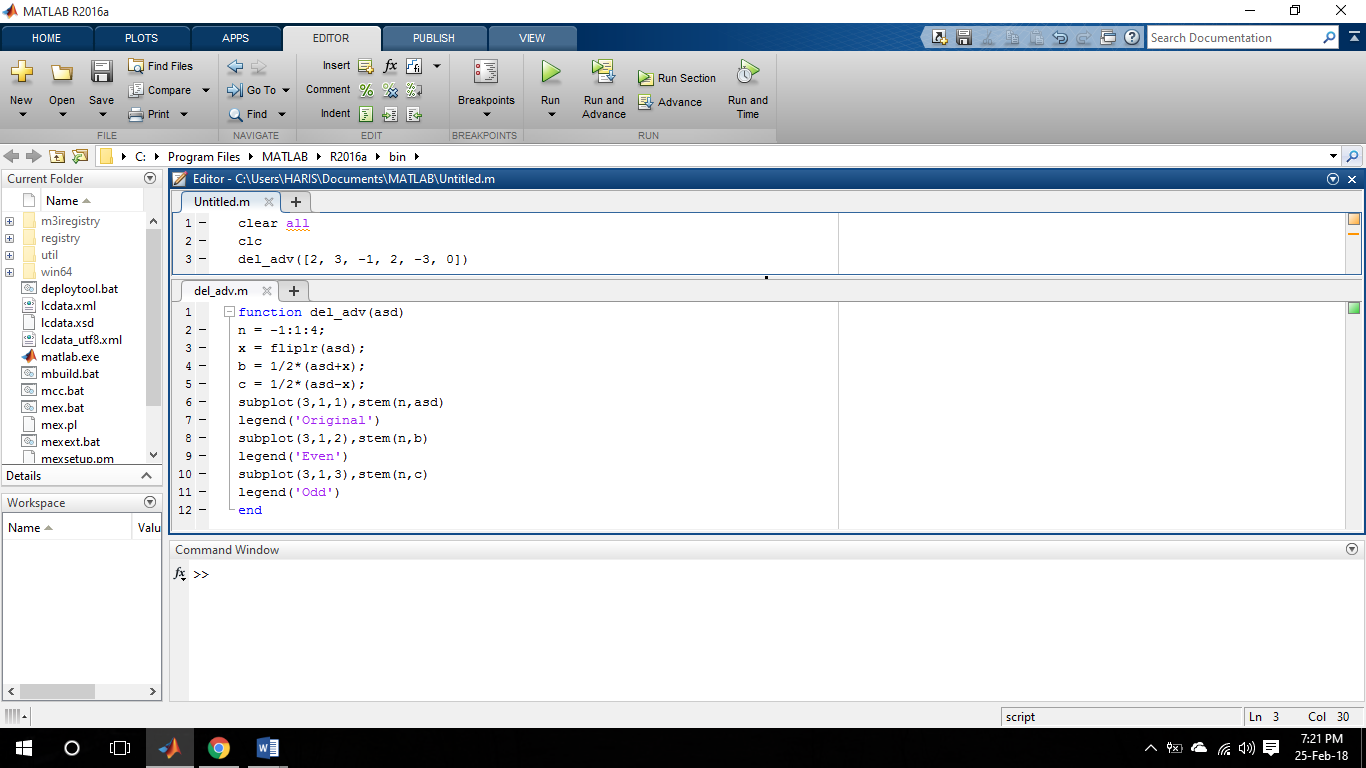 MATLAB R2016a
HOME PLOTS APPS EDITOR PUBLISH VIEW
Search Documentation
New Open Save
Find Files
Compare
Print
FILE
Go To
Find
NAVIGATE
Insert fx
Comment
Indent
EDIT
Breakpoints
BREAKPOINTS
Run
Run and Advance
Run Section
Advance
Run and Time
RUN
C: Program Files MATLAB R2016a bin
Current Folder
Name
m3iregistry
registry
util
win64
deploytool.bat
lcdata.xml
lcdata.xsd
lcdata_utf8.xml
matlab.exe
mbuild.bat
mcc.bat
mex.bat
mex.pl
mexext.bat
mexsetup.pm
Details
Workspace
Name Valu
Editor - C:\Users\HARIS\Documents\MATLAB\Untitled.m
Untitled.m
1 clear all
2 clc
3 del_adv([2, 3, -1, 2, -3, 0])
del_adv.m
1 function del_adv(asd)
2 n = -1:1:4;
3 x = fliplr(asd);
4 b = 1/2*(asd+x);
5 c = 1/2*(asd-x);
6 subplot(3,1,1),stem(n,asd)
7 legend('Original')
8 subplot(3,1,2),stem(n,b)
9 legend('Even')
10 subplot(3,1,3),stem(n,c)
11 legend('Odd')
12 end
Command Window
fx >>
script Ln 3 Col 30
7:21 PM
25-Feb-18